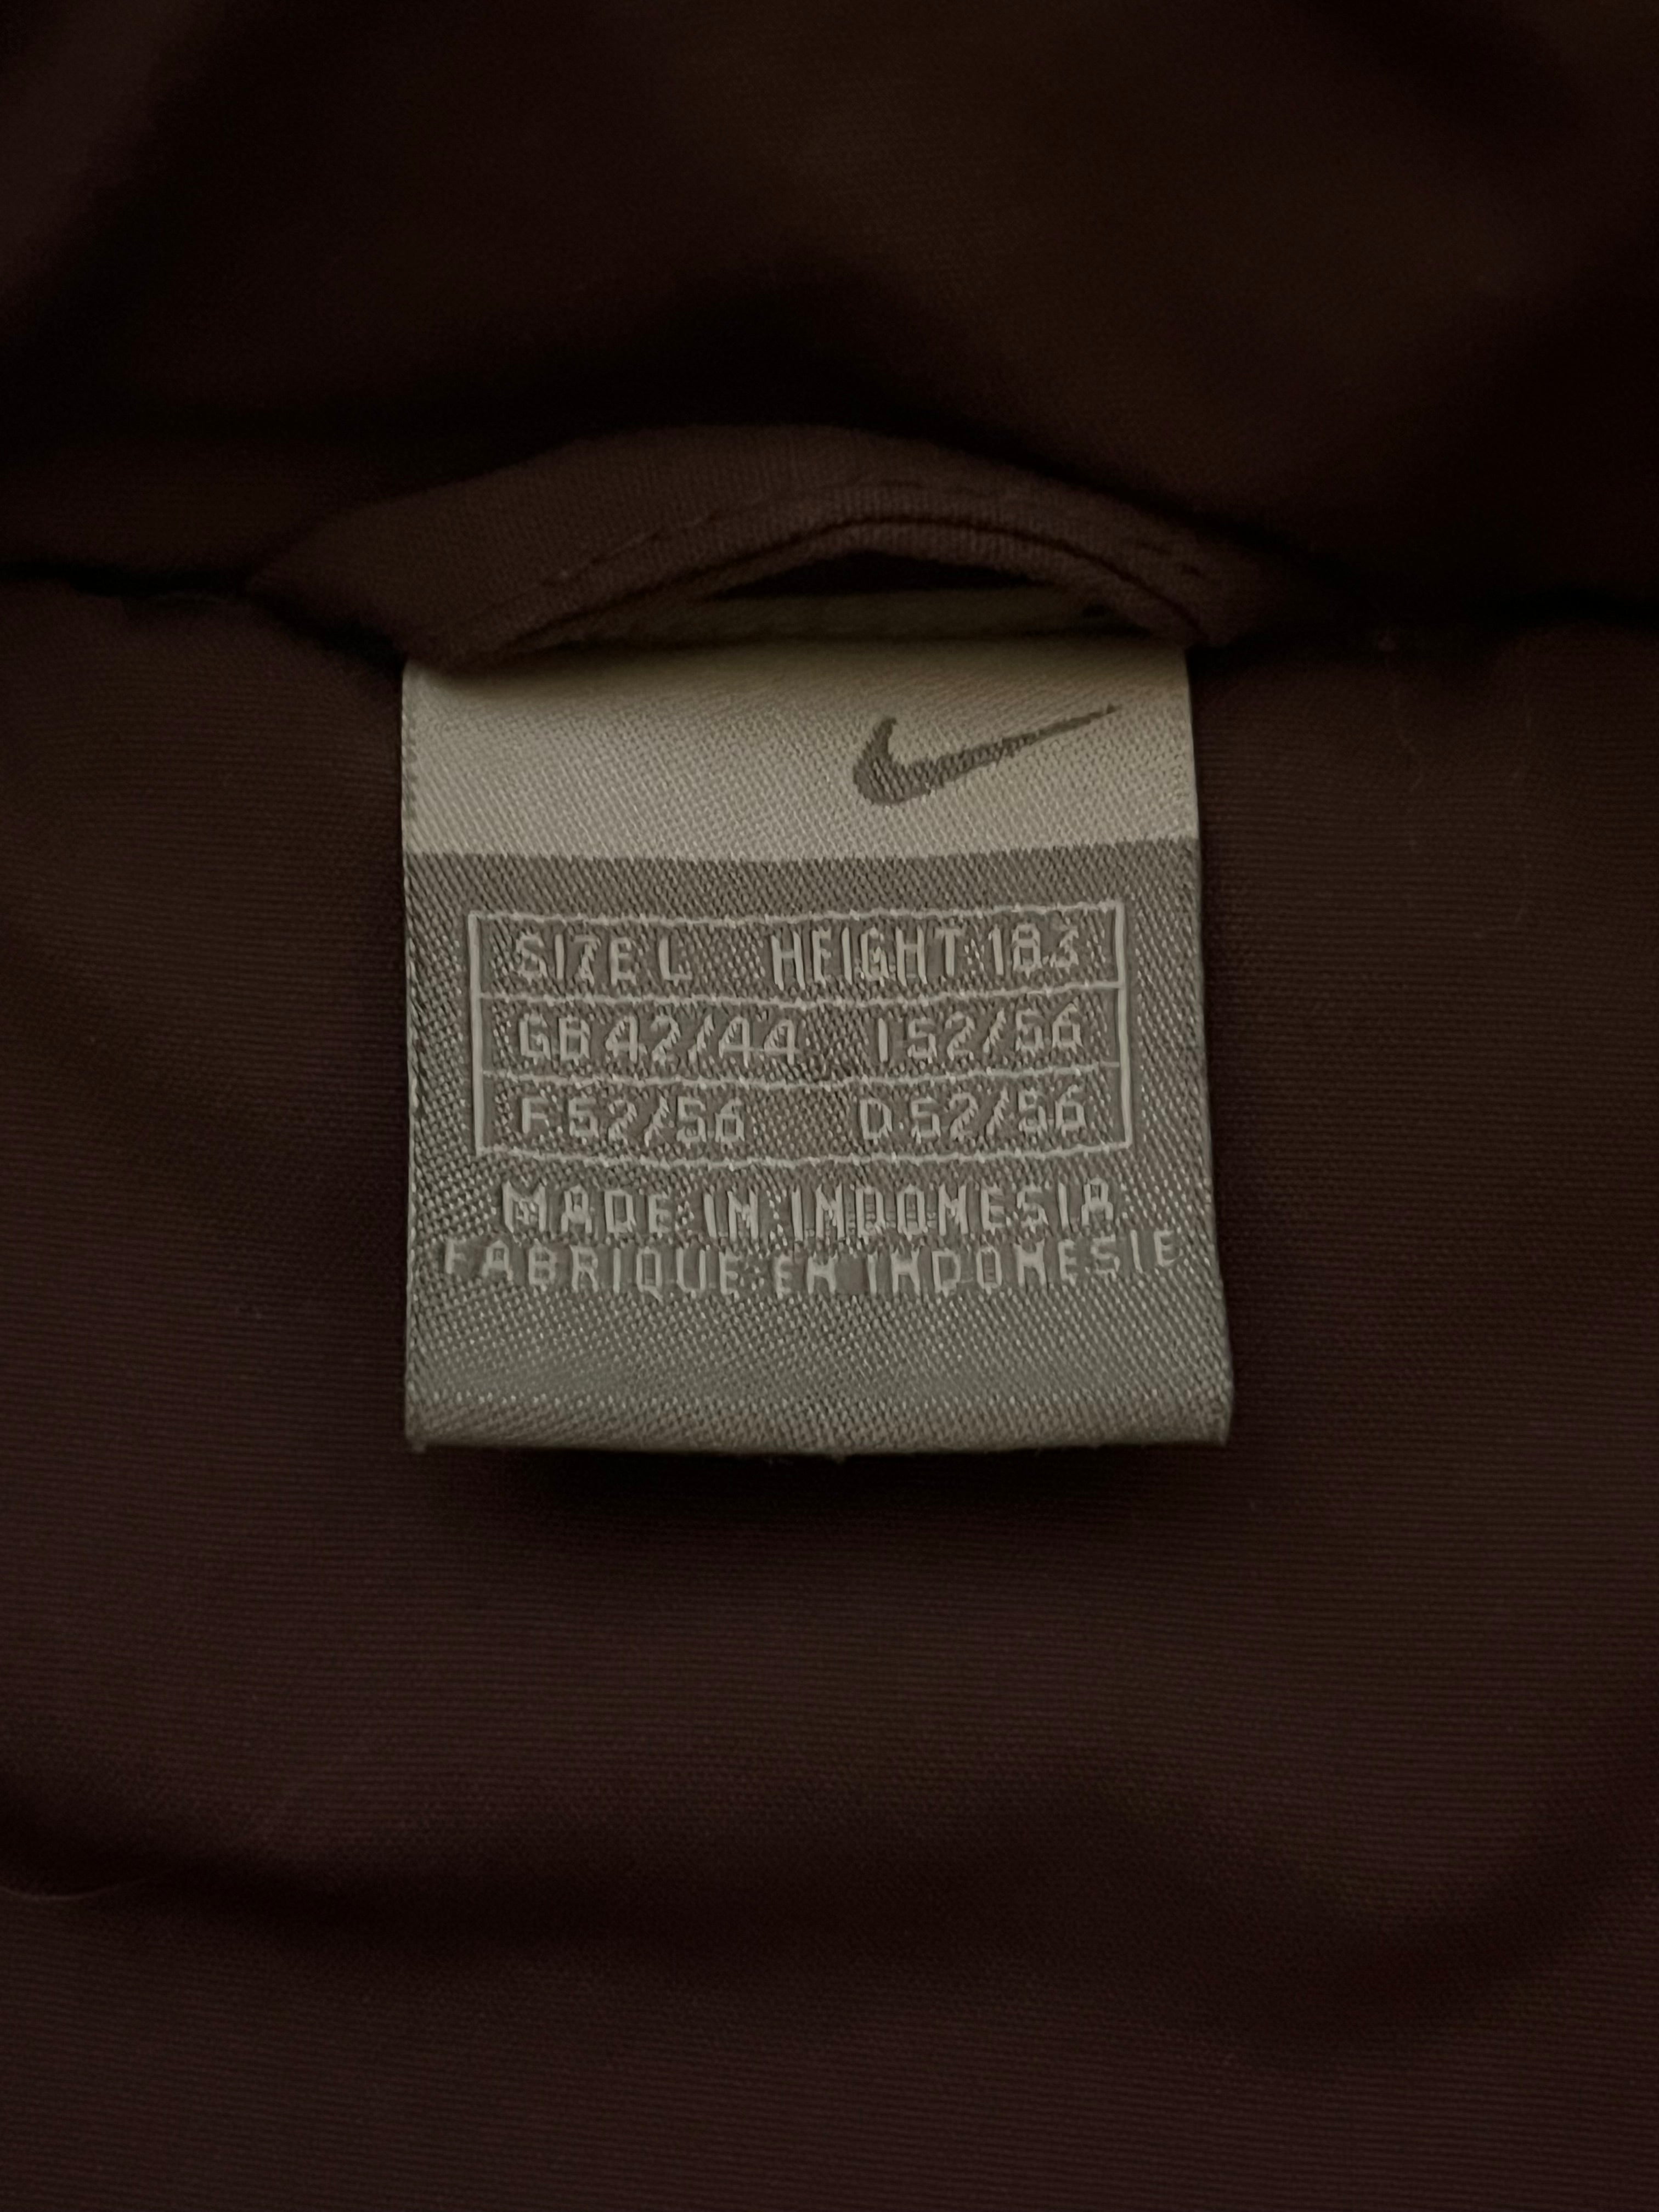 SIZE L HEIGHT 183
GB 42/44 I 52/56
F.52/56 D.52/56
MADE IN INDONESIA
FABRIQUE EN INDONESIE